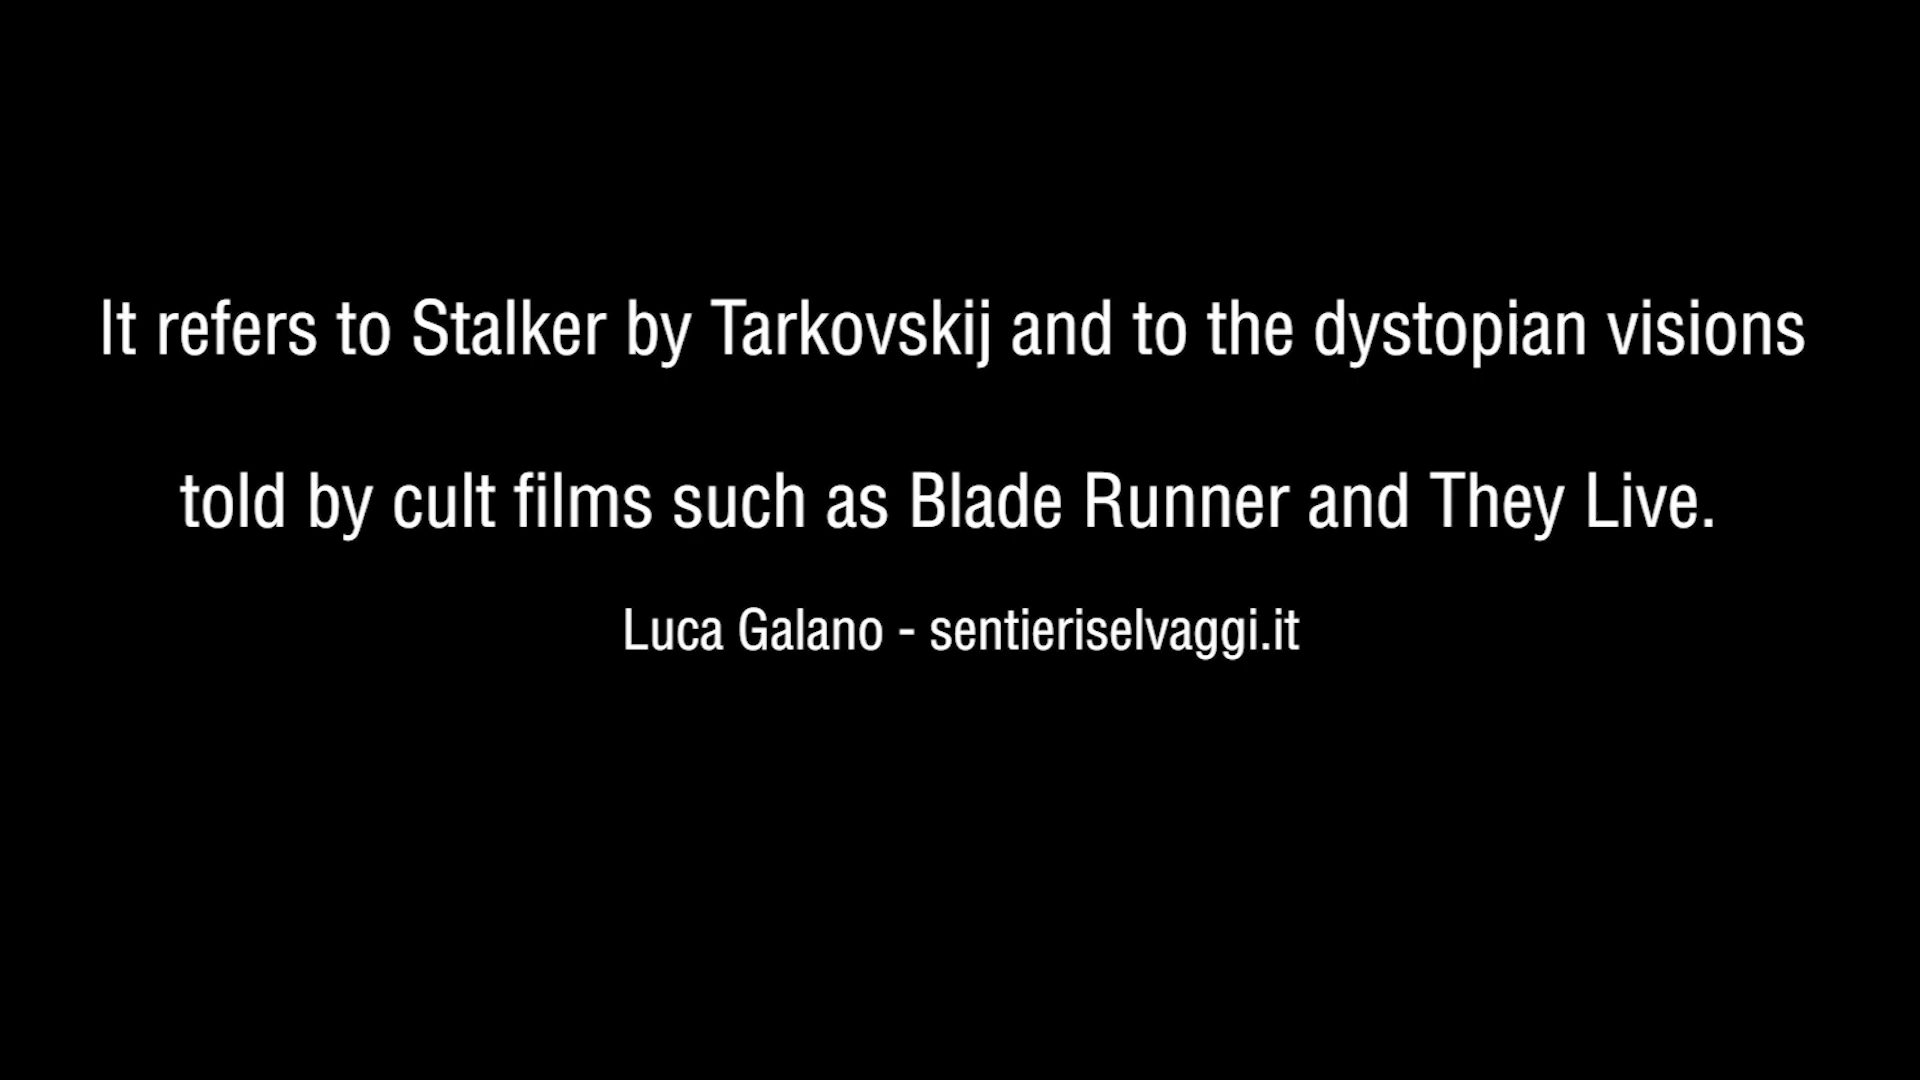 It refers to Stalker by Tarkovskij and to the dystopian visions
told by cult films such as Blade Runner and They Live.
Luca Galano - sentieriselvaggi.it